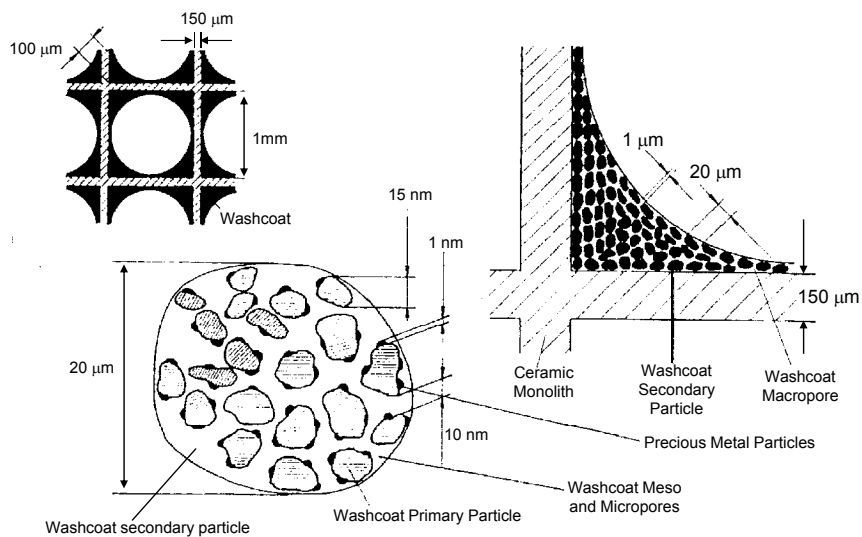 150 μm
100 μm
1mm
Washcoat
1 μm
20 μm
15 nm
1 nm
150 μm
20 μm
Ceramic
Monolith
Washcoat
Secondary
Particle
Washcoat
Macropore
10 nm
Precious Metal Particles
Washcoat Meso
and Micropores
Washcoat Primary Particle
Washcoat secondary particle